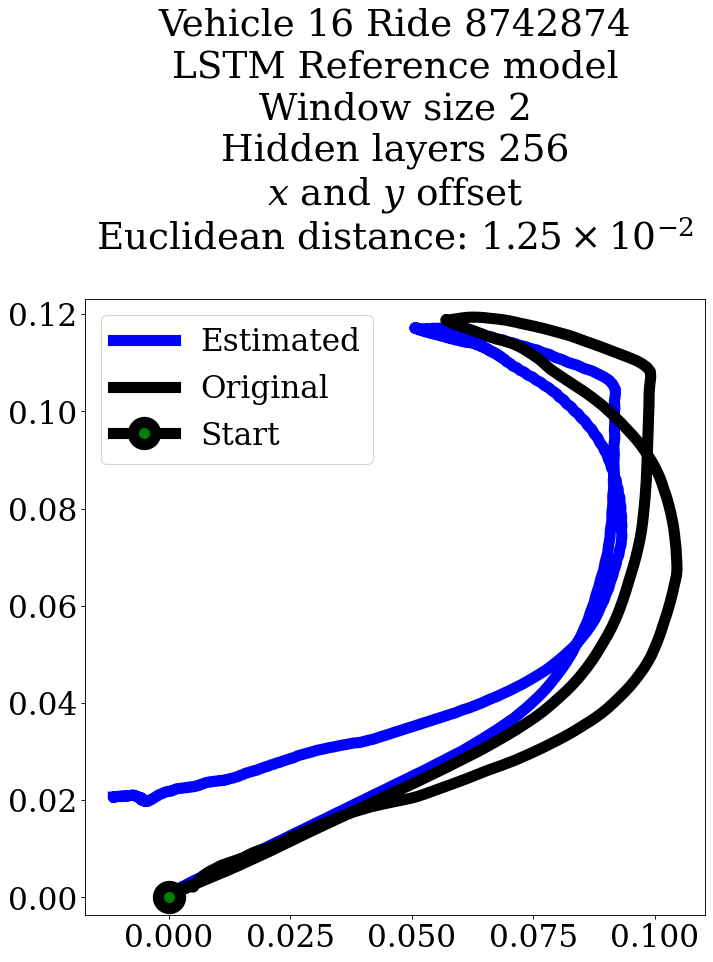 Vehicle 16 Ride 8742874
LSTM Reference model
Window size 2
Hidden layers 256
x and y offset
Euclidean distance: 1.25 × 10⁻²
Estimated
Original
Start
0.12
0.10
0.08
0.06
0.04
0.02
0.00
0.000 0.025 0.050 0.075 0.100